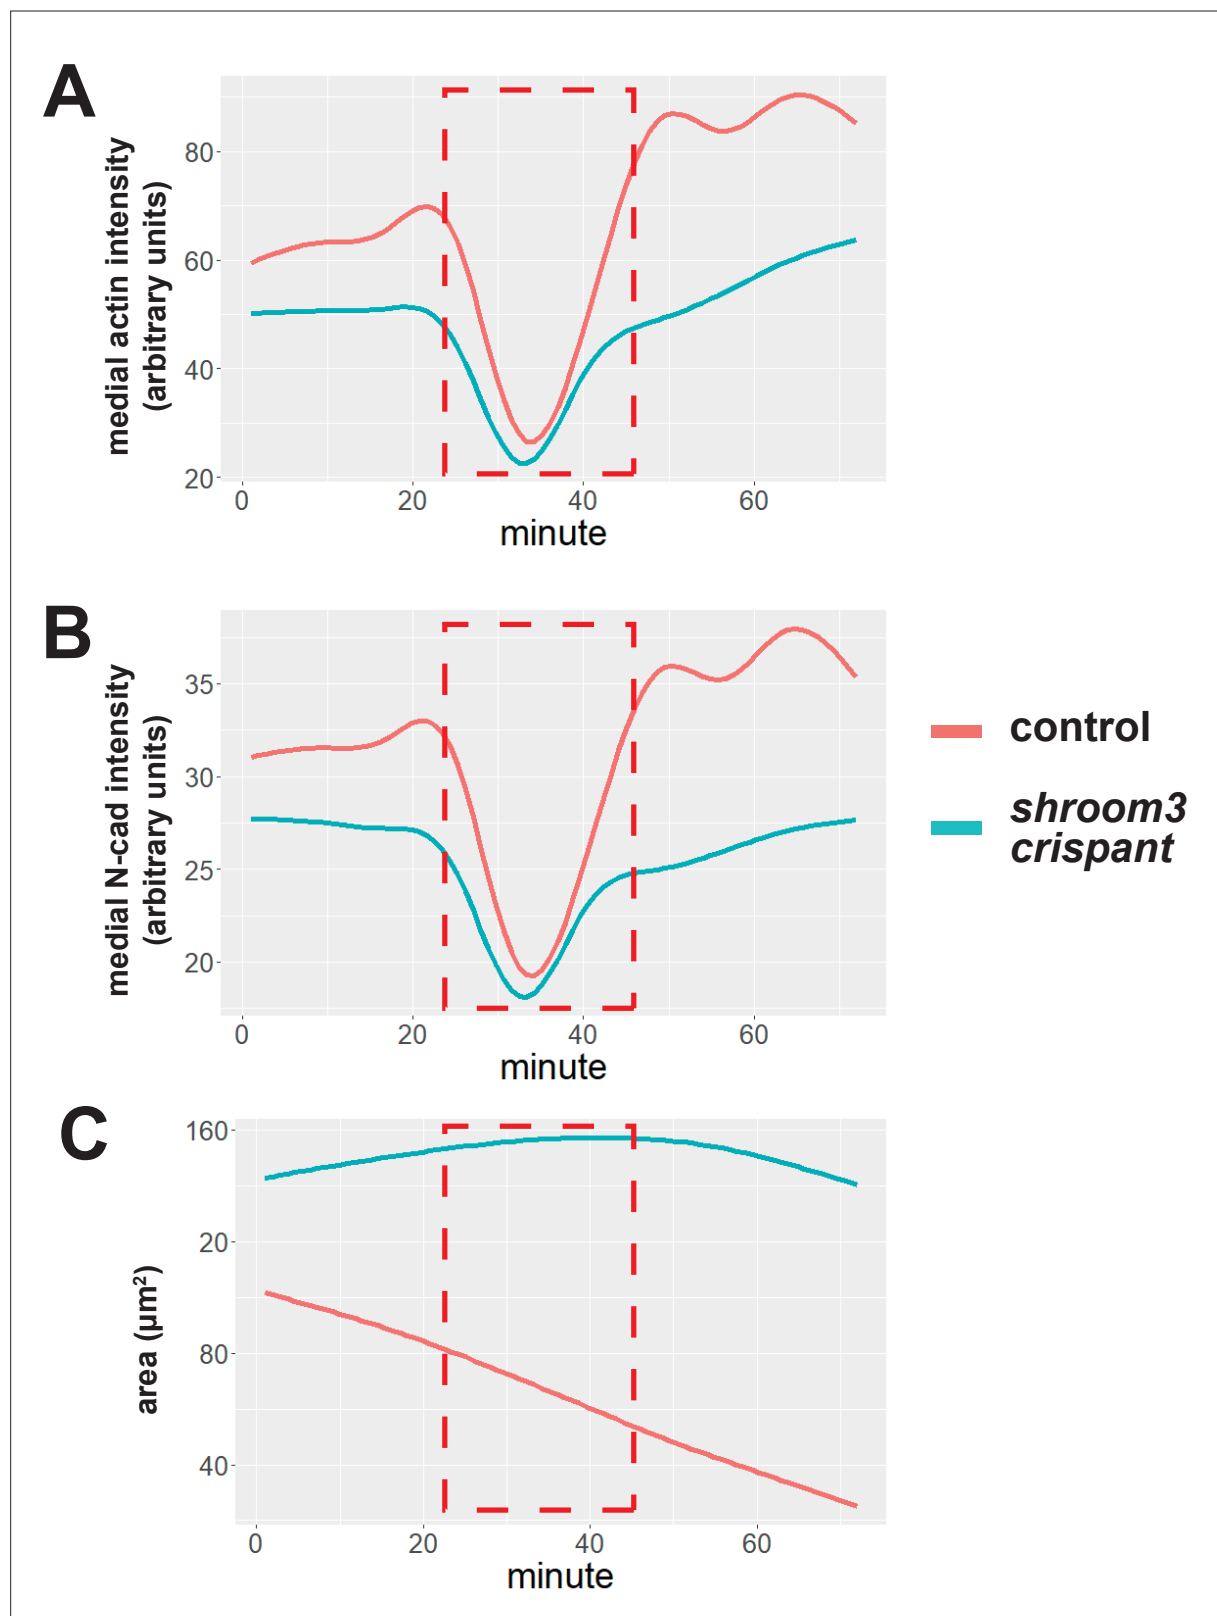 A
medial actin intensity
(arbitrary units)
80
60
40
20
0 20 40 60
minute
B
medial N-cad intensity
(arbitrary units)
35
30
25
20
0 20 40 60
minute
control
shroom3
crispant
C
area (µm²)
160
20
80
40
0 20 40 60
minute